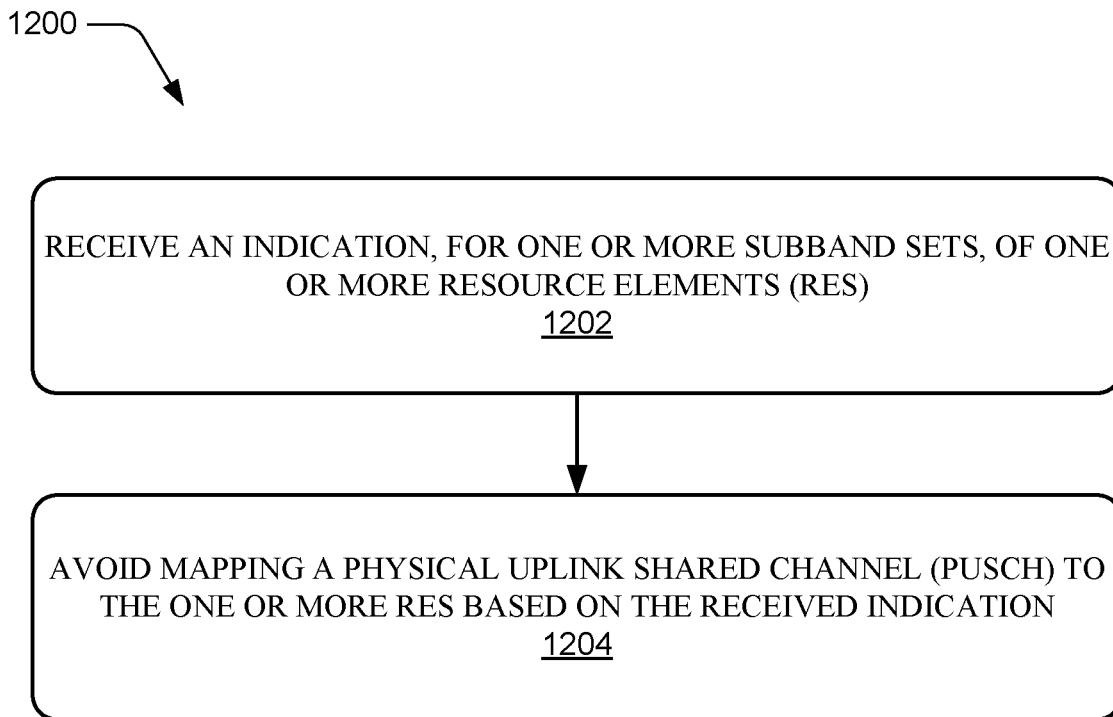 1200
RECEIVE AN INDICATION, FOR ONE OR MORE SUBBAND SETS, OF ONE
OR MORE RESOURCE ELEMENTS (RES)
1202
AVOID MAPPING A PHYSICAL UPLINK SHARED CHANNEL (PUSCH) TO
THE ONE OR MORE RES BASED ON THE RECEIVED INDICATION
1204